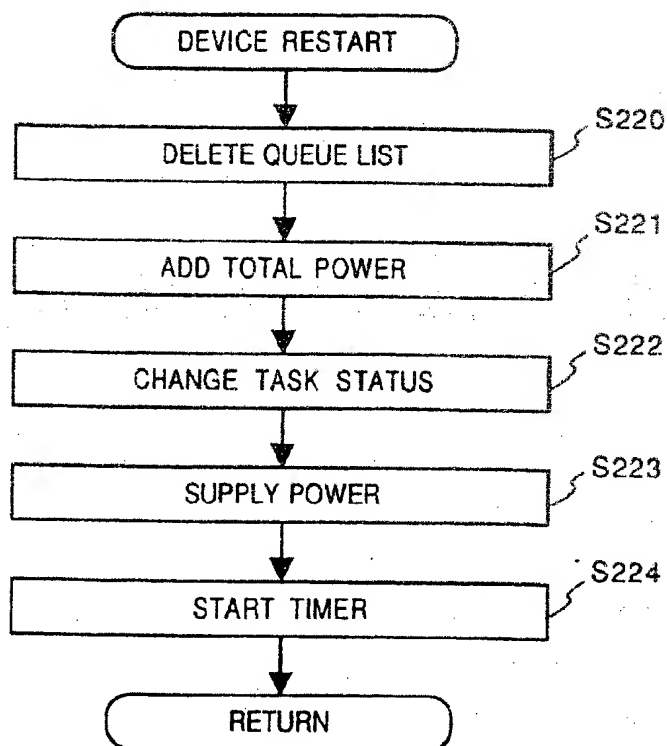 DEVICE RESTART
S220
DELETE QUEUE LIST
S221
ADD TOTAL POWER
S222
CHANGE TASK STATUS
S223
SUPPLY POWER
S224
START TIMER
RETURN